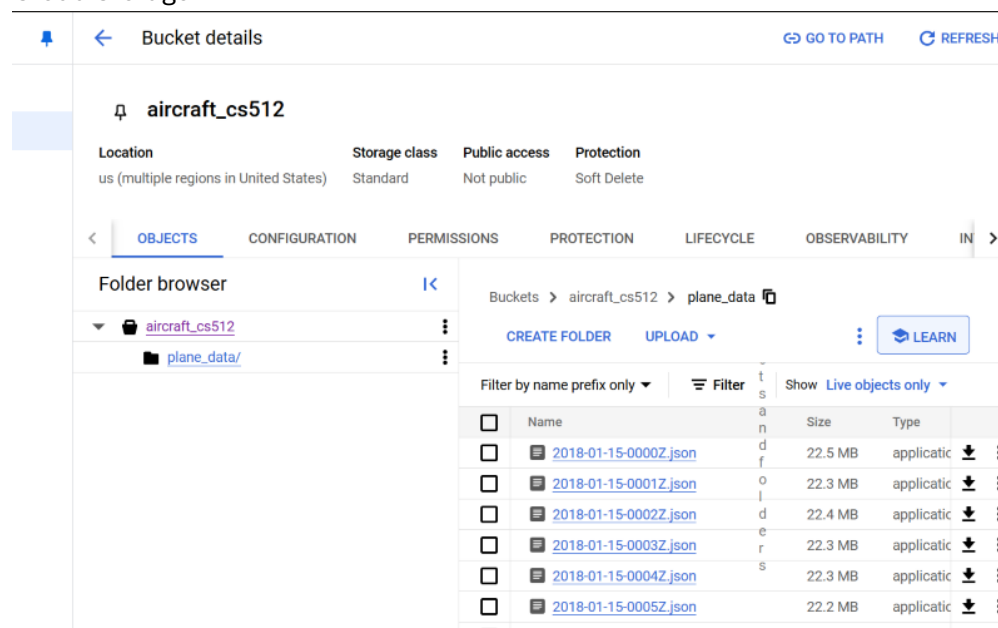 Bucket details
GO TO PATH
REFRESH
aircraft_cs512
Location Storage class Public access Protection
us (multiple regions in United States) Standard Not public Soft Delete
OBJECTS CONFIGURATION PERMISSIONS PROTECTION LIFECYCLE OBSERVABILITY IN
Folder browser
aircraft_cs512
plane_data/
Buckets > aircraft_cs512 > plane_data
CREATE FOLDER UPLOAD LEARN
Filter by name prefix only Filter Show Live objects only
t
s
a
n
d
f
o
l
d
e
r
s
Name Size Type
2018-01-15-0000Z.json 22.5 MB applicatic
2018-01-15-0001Z.json 22.3 MB applicatic
2018-01-15-0002Z.json 22.4 MB applicatic
2018-01-15-0003Z.json 22.3 MB applicatic
2018-01-15-0004Z.json 22.3 MB applicatic
2018-01-15-0005Z.json 22.2 MB applicatic